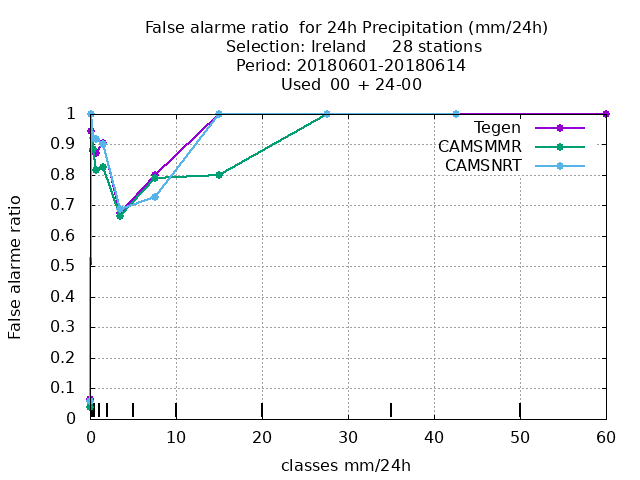 False alarme ratio  for 24h Precipitation (mm/24h)
Selection: Ireland     28 stations
Period: 20180601-20180614
Used  00 + 24-00
Tegen
CAMSMMR
CAMSNRT
False alarme ratio
1
0.9
0.8
0.7
0.6
0.5
0.4
0.3
0.2
0.1
0
0 10 20 30 40 50 60
classes mm/24h